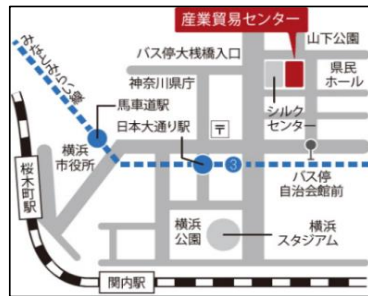 産業貿易センター
山下公園
バス停大桟橋入口
みなとみらい線
神奈川県庁
県民
ホール
馬車道駅
シルク
センター
日本大通り駅
〒
横浜
市役所
3
桜木町駅
バス停
自治会館前
横浜
公園
横浜
スタジアム
関内駅